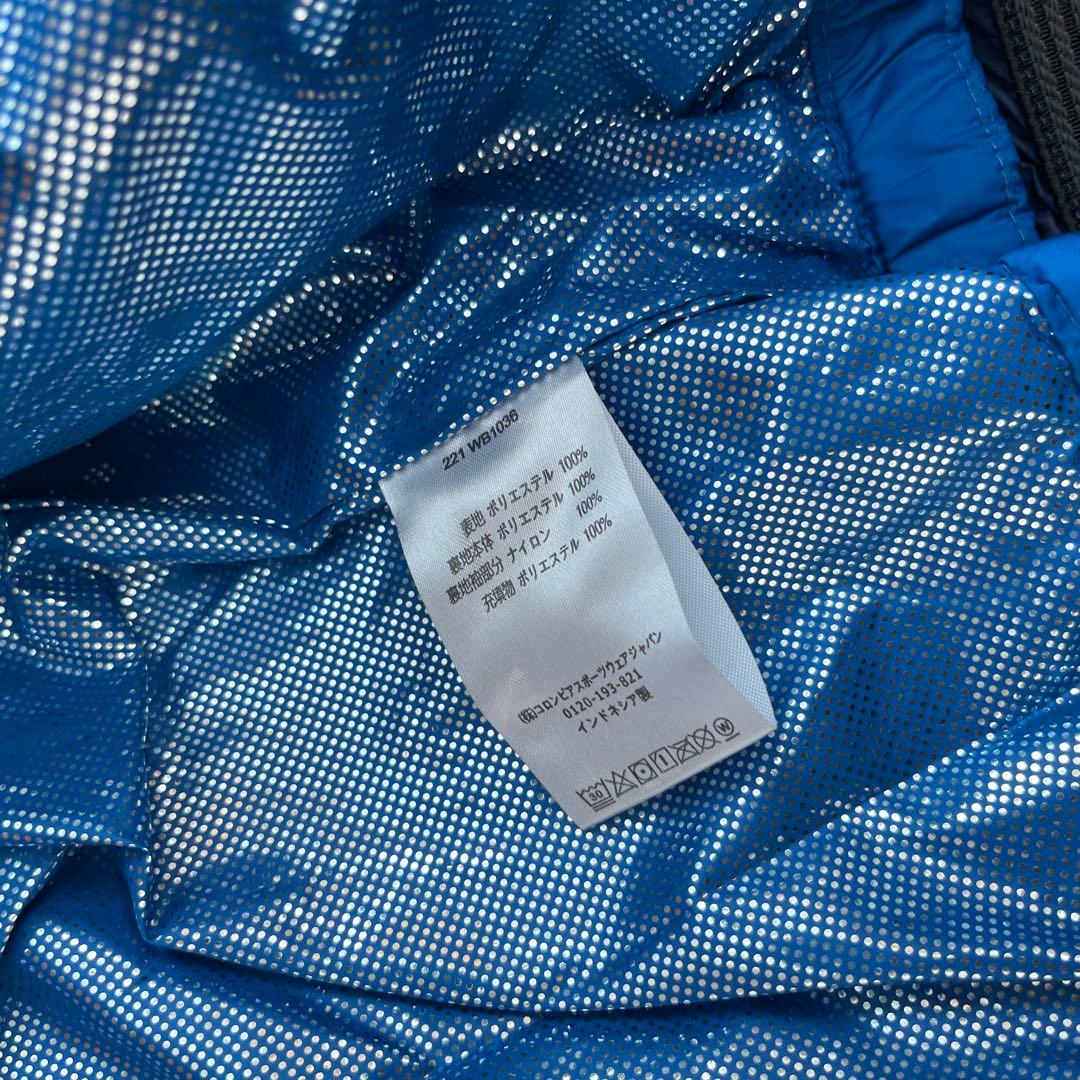 221 WB1036
表地 ポリエステル 100%
裏地本体 ポリエステル 100%
裏地袖部分 ナイロン 100%
充填物 ポリエステル 100%
(株)コロンビアスポーツウェアジャパン
0120-193-821
インドネシア製
30 W